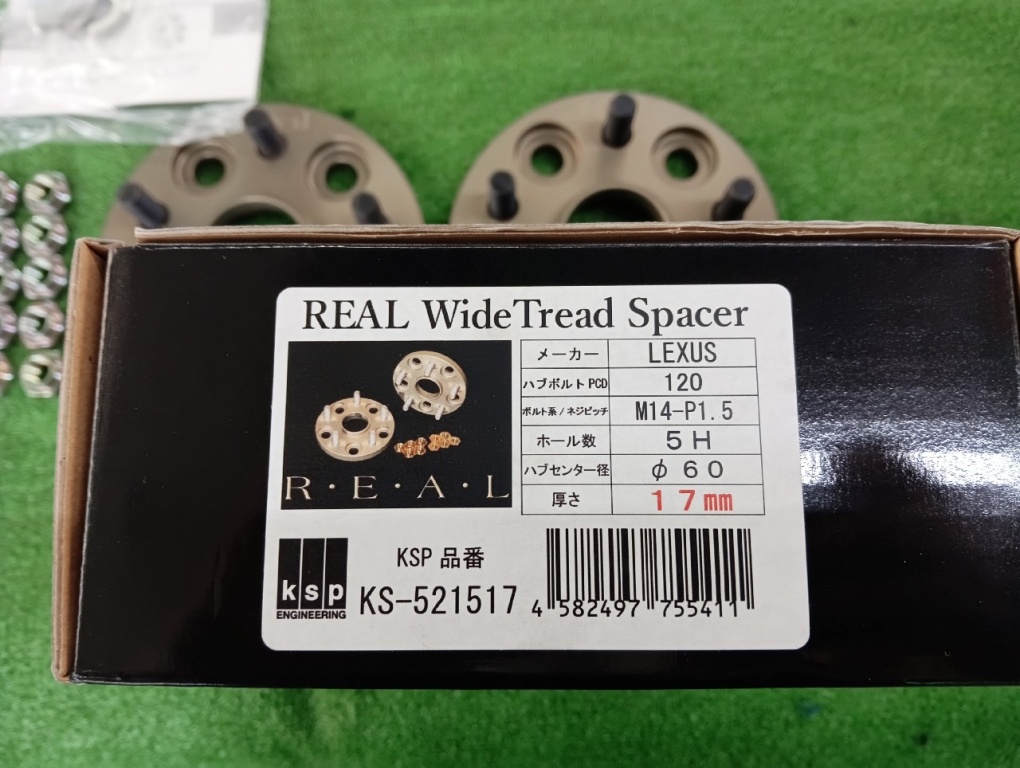 REAL WideTread Spacer
メーカー LEXUS
ハブボルトPCD 120
ボルト系/ネジピッチ M14-P1.5
ホール数 5H
ハブセンター径 φ60
厚さ 17mm
R・E・A・L
ksp
ENGINEERING
KSP 品番
KS-521517
4 582497 755411